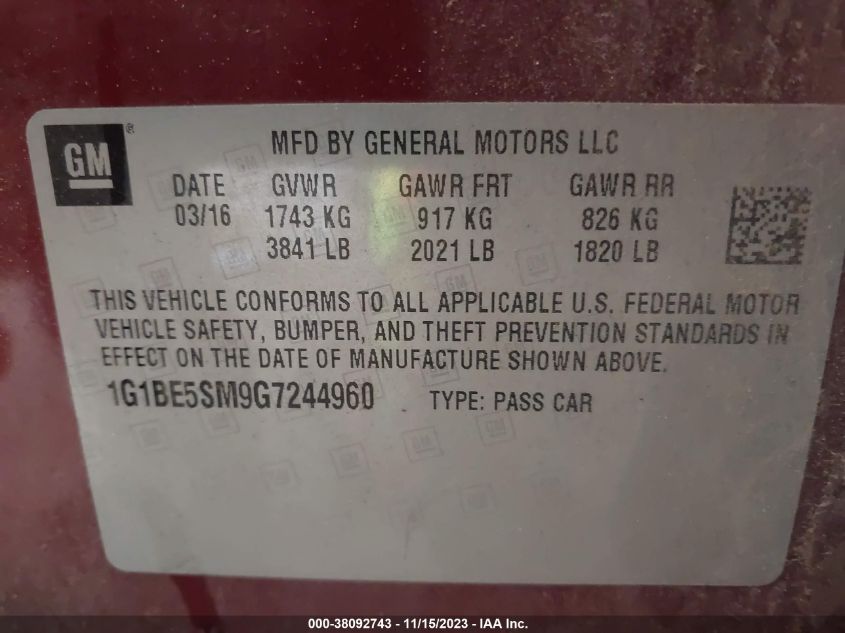 GM ®
MFD BY GENERAL MOTORS LLC
DATE GVWR GAWR FRT GAWR RR
03/16 1743 KG 917 KG 826 KG
3841 LB 2021 LB 1820 LB
THIS VEHICLE CONFORMS TO ALL APPLICABLE U.S. FEDERAL MOTOR
VEHICLE SAFETY, BUMPER, AND THEFT PREVENTION STANDARDS IN
EFFECT ON THE DATE OF MANUFACTURE SHOWN ABOVE.
1G1BE5SM9G7244960 TYPE: PASS CAR
000-38092743 - 11/15/2023 - IAA Inc.